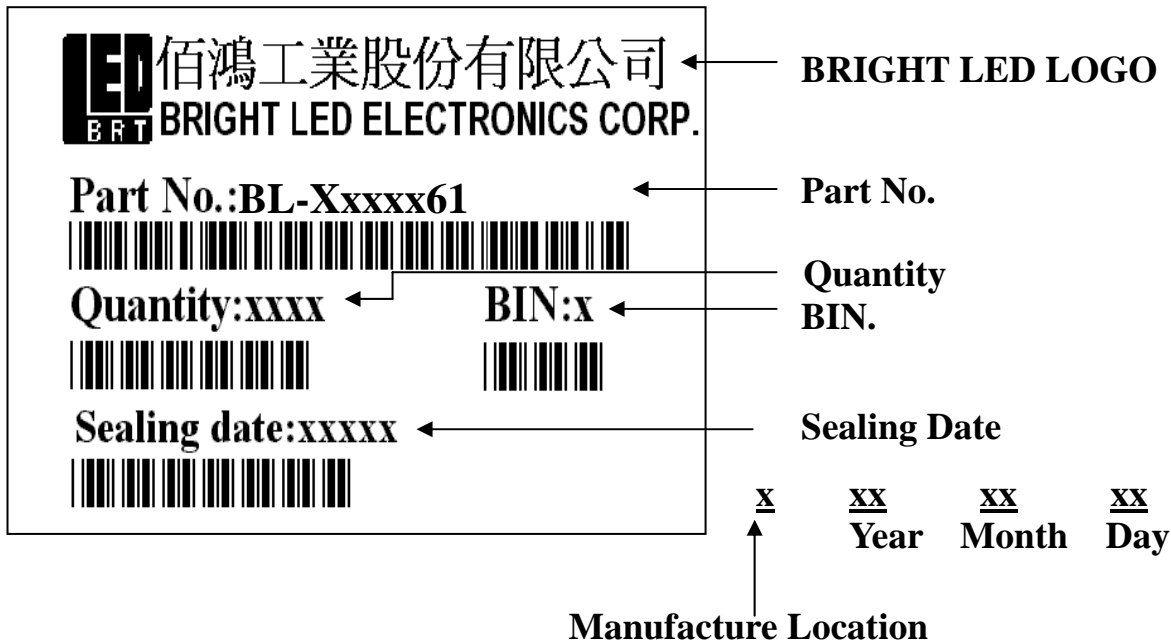 LED 佰鴻工業股份有限公司 BRIGHT LED LOGO
BRT BRIGHT LED ELECTRONICS CORP.
Part No.:BL-Xxxxx61 Part No.
Quantity
Quantity:xxxx BIN:x BIN.
Sealing date:xxxxx Sealing Date
x xx xx xx
Year Month Day
Manufacture Location